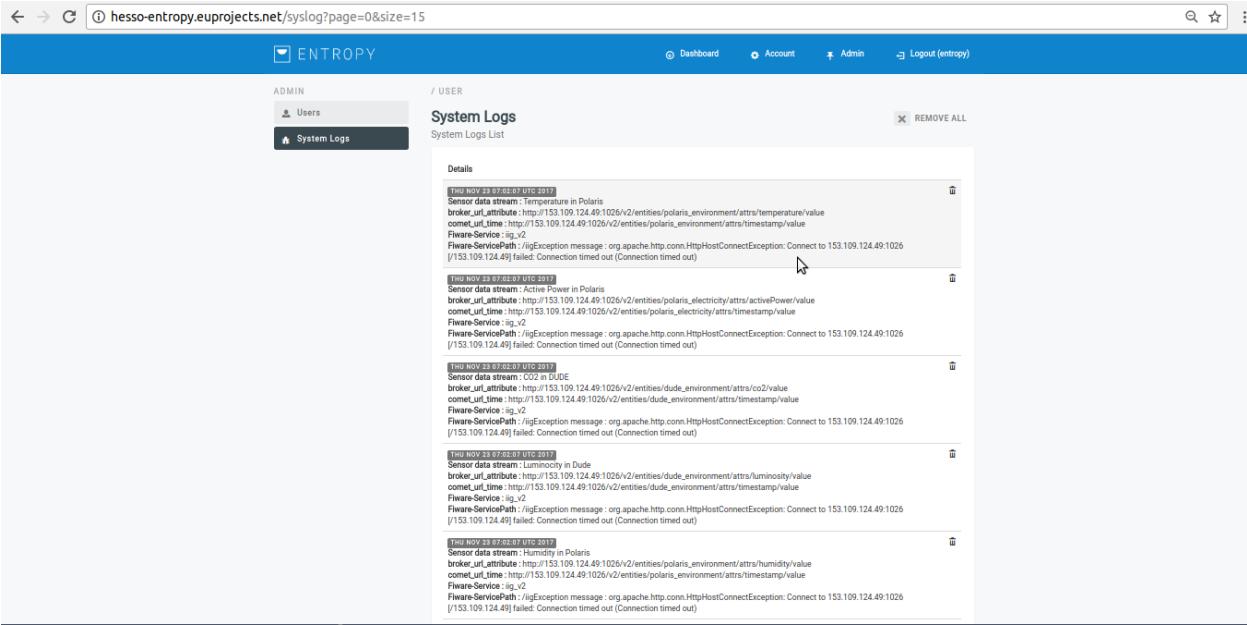 hesso-entropy.euprojects.net/syslog?page=0&size=15
ENTROPY
Dashboard
Account
Admin
Logout (entropy)
ADMIN
Users
System Logs
/ USER
System Logs
System Logs List
REMOVE ALL
Details
THU NOV 23 07:02:07 UTC 2017
Sensor data stream : Temperature in Polaris
broker_url_attribute : http://153.109.124.49:1026/v2/entities/polaris_environment/attrs/temperature/value
comet_url_time : http://153.109.124.49:1026/v2/entities/polaris_environment/attrs/timestamp/value
Fiware-Service : iig_v2
Fiware-ServicePath : /iigException message : org.apache.http.conn.HttpHostConnectException: Connect to 153.109.124.49:1026
[/153.109.124.49] failed: Connection timed out (Connection timed out)
THU NOV 23 07:02:07 UTC 2017
Sensor data stream : Active Power in Polaris
broker_url_attribute : http://153.109.124.49:1026/v2/entities/polaris_electricity/attrs/activePower/value
comet_url_time : http://153.109.124.49:1026/v2/entities/polaris_electricity/attrs/timestamp/value
Fiware-Service : iig_v2
Fiware-ServicePath : /iigException message : org.apache.http.conn.HttpHostConnectException: Connect to 153.109.124.49:1026
[/153.109.124.49] failed: Connection timed out (Connection timed out)
THU NOV 23 07:02:07 UTC 2017
Sensor data stream : CO2 in DUDE
broker_url_attribute : http://153.109.124.49:1026/v2/entities/dude_environment/attrs/co2/value
comet_url_time : http://153.109.124.49:1026/v2/entities/dude_environment/attrs/timestamp/value
Fiware-Service : iig_v2
Fiware-ServicePath : /iigException message : org.apache.http.conn.HttpHostConnectException: Connect to 153.109.124.49:1026
[/153.109.124.49] failed: Connection timed out (Connection timed out)
THU NOV 23 07:02:07 UTC 2017
Sensor data stream : Luminocity in Dude
broker_url_attribute : http://153.109.124.49:1026/v2/entities/dude_environment/attrs/luminosity/value
comet_url_time : http://153.109.124.49:1026/v2/entities/dude_environment/attrs/timestamp/value
Fiware-Service : iig_v2
Fiware-ServicePath : /iigException message : org.apache.http.conn.HttpHostConnectException: Connect to 153.109.124.49:1026
[/153.109.124.49] failed: Connection timed out (Connection timed out)
THU NOV 23 07:02:07 UTC 2017
Sensor data stream : Humidity in Polaris
broker_url_attribute : http://153.109.124.49:1026/v2/entities/polaris_environment/attrs/humidity/value
comet_url_time : http://153.109.124.49:1026/v2/entities/polaris_environment/attrs/timestamp/value
Fiware-Service : iig_v2
Fiware-ServicePath : /iigException message : org.apache.http.conn.HttpHostConnectException: Connect to 153.109.124.49:1026
[/153.109.124.49] failed: Connection timed out (Connection timed out)